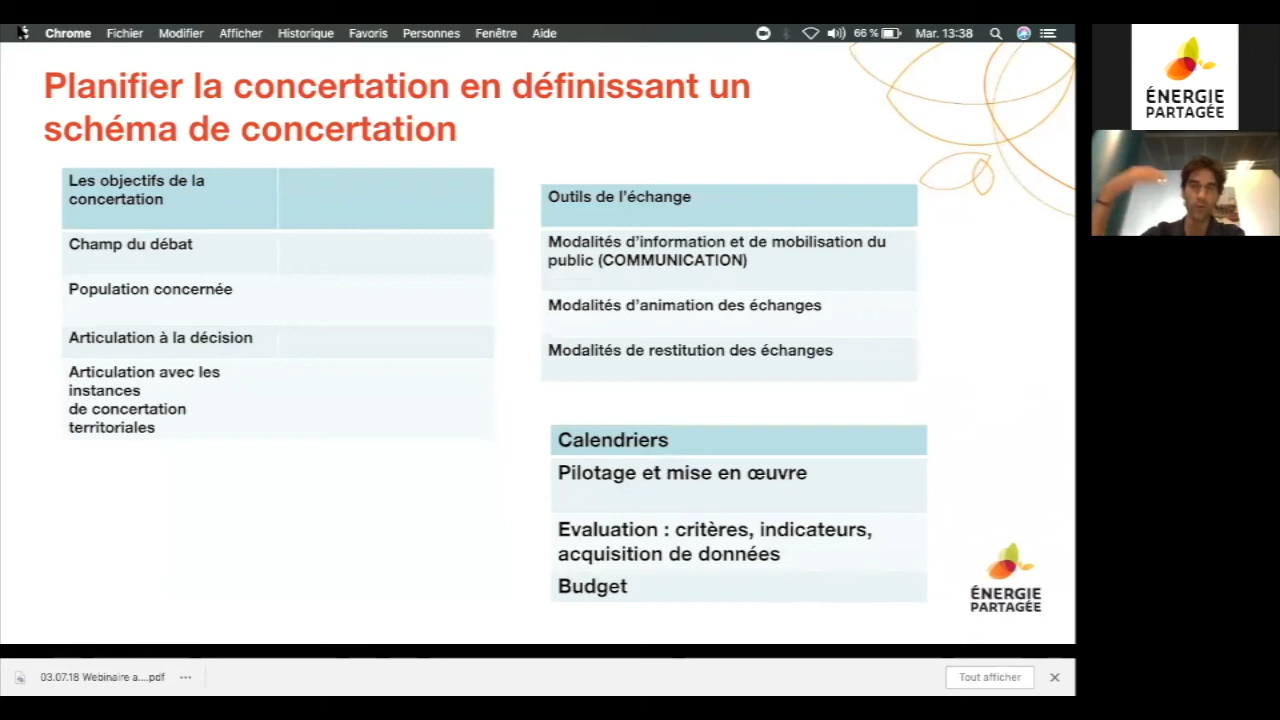 Chrome Fichier Modifier Afficher Historique Favoris Personnes Fenêtre Aide 66 % Mar. 13:38
Planifier la concertation en définissant un
schéma de concertation
Les objectifs de la
concertation
Champ du débat
Population concernée
Articulation à la décision
Articulation avec les
instances
de concertation
territoriales
Outils de l'échange
Modalités d'information et de mobilisation du
public (COMMUNICATION)
Modalités d'animation des échanges
Modalités de restitution des échanges
Calendriers
Pilotage et mise en œuvre
Evaluation : critères, indicateurs,
acquisition de données
Budget
ÉNERGIE
PARTAGÉE
ÉNERGIE
PARTAGÉE
03.07.18 Webinaire a....pdf
Tout afficher